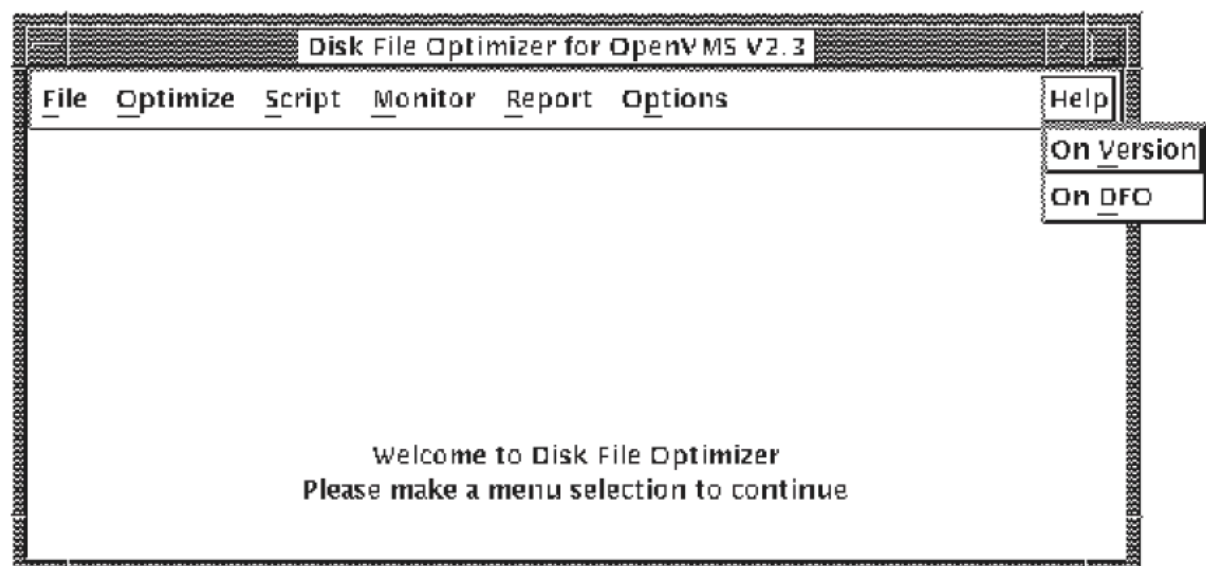 Disk File Optimizer for OpenVMS V2.3
File Optimize Script Monitor Report Options Help
On Version
On DFO
Welcome to Disk File Optimizer
Please make a menu selection to continue